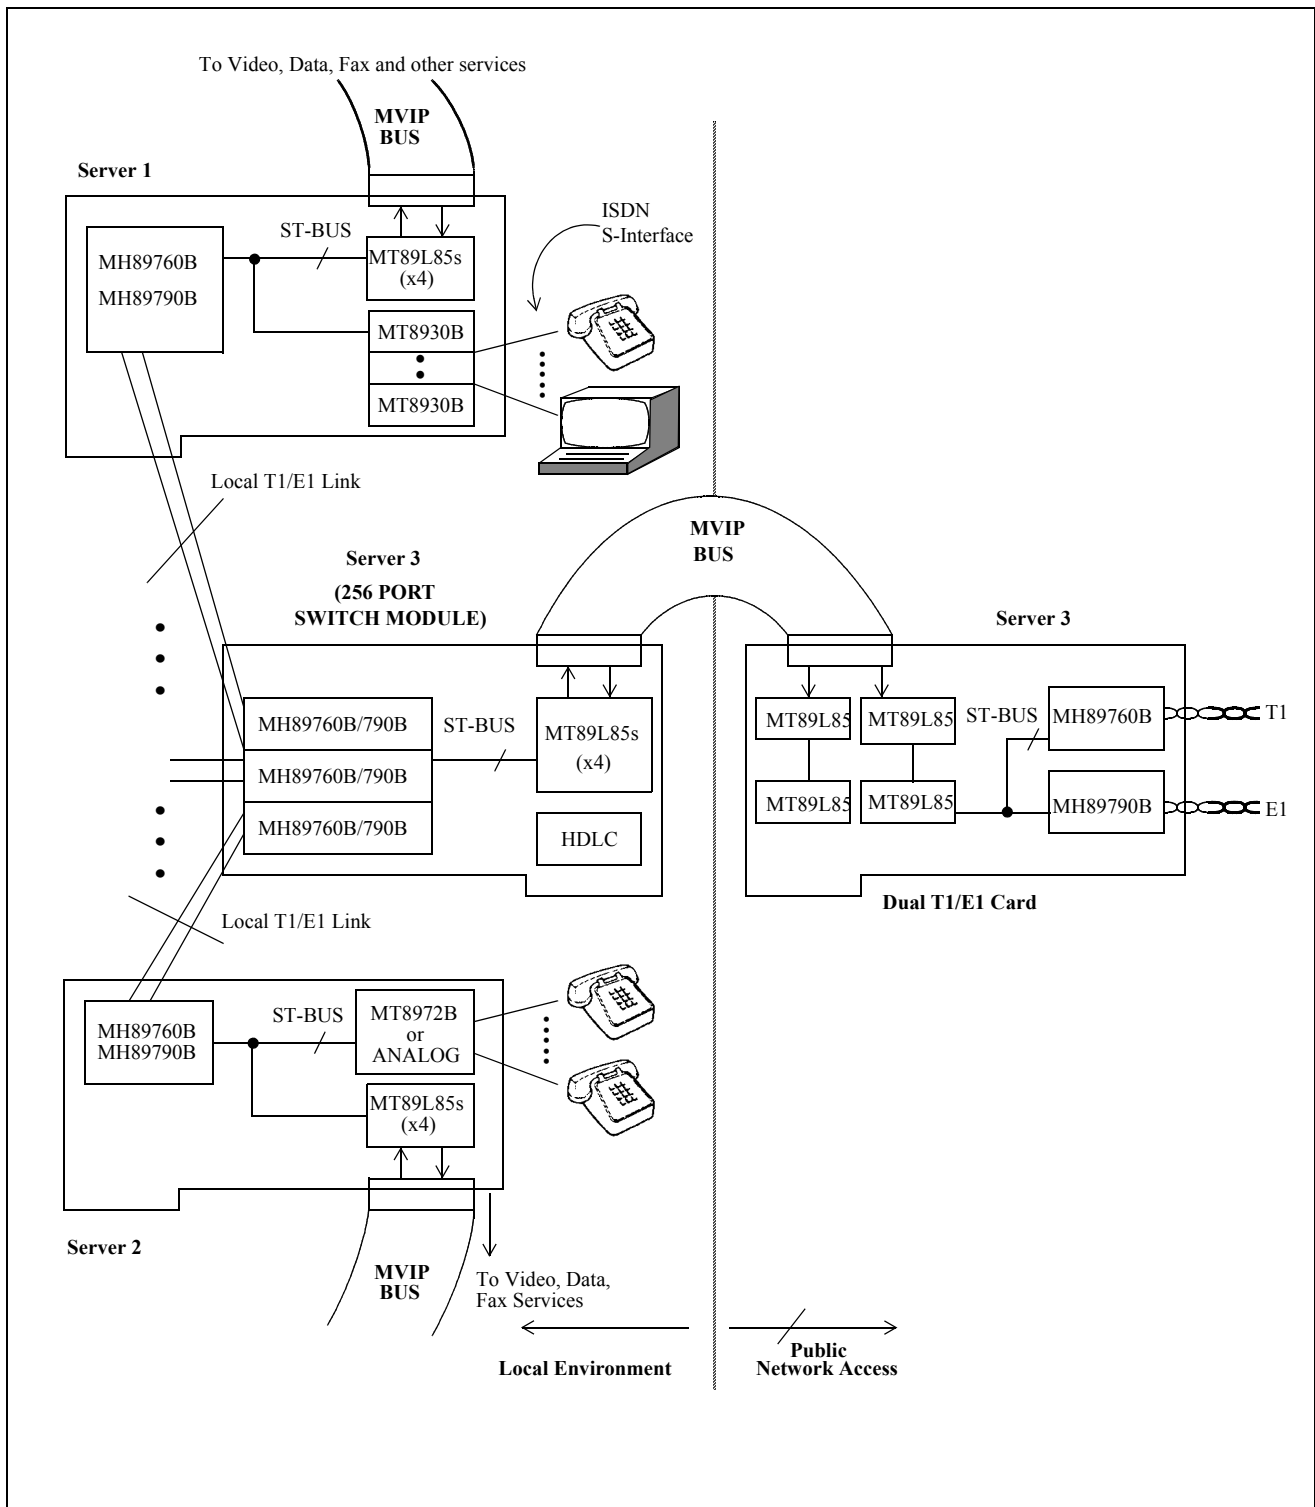 To Video, Data, Fax and other services
MVIP
BUS
Server 1
ST-BUS
ISDN
S-Interface
MH89760B
MH89790B
MT89L85s
(x4)
MT8930B
MT8930B
Local T1/E1 Link
MVIP
BUS
Server 3
(256 PORT
SWITCH MODULE)
Server 3
MH89760B/790B
MH89760B/790B
MH89760B/790B
ST-BUS
MT89L85s
(x4)
HDLC
MT89L85
MT89L85
ST-BUS
MH89760B
T1
MT89L85
MT89L85
MH89790B
E1
Dual T1/E1 Card
Local T1/E1 Link
MH89760B
MH89790B
ST-BUS
MT8972B
or
ANALOG
MT89L85s
(x4)
Server 2
MVIP
BUS
To Video, Data,
Fax Services
Local Environment
Public
Network Access